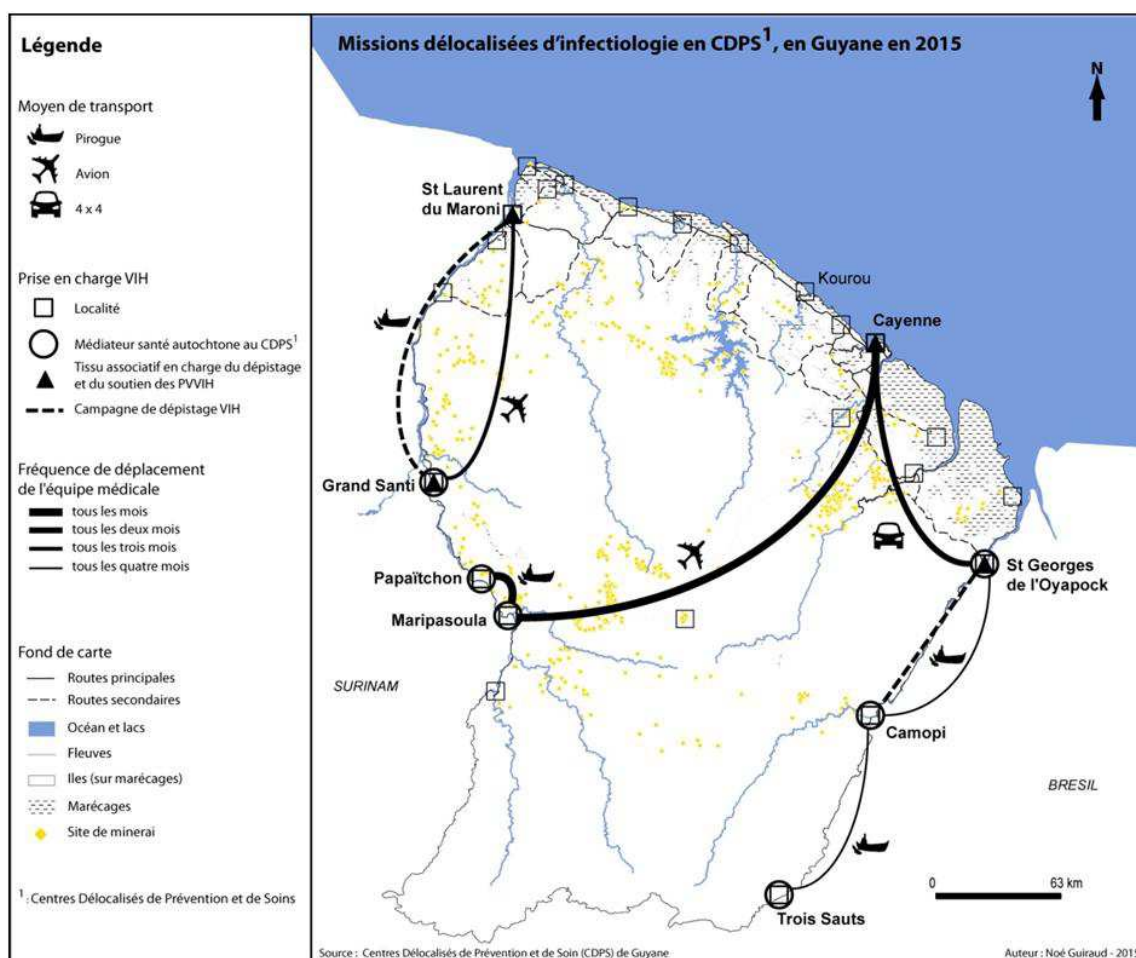 Légende
Moyen de transport
Pirogue
Avion
4 x 4
Prise en charge VIH
Localité
Médiateur santé autochtone au CDPS¹
Tissu associatif en charge du dépistage
et du soutien des PVVIH
Campagne de dépistage VIH
Fréquence de déplacement
de l'équipe médicale
tous les mois
tous les deux mois
tous les trois mois
tous les quatre mois
Fond de carte
Routes principales
Routes secondaires
Océan et lacs
Fleuves
Iles (sur marécages)
Marécages
Site de minerai
¹ : Centres Délocalisés de Prévention et de Soins
Missions délocalisées d'infectiologie en CDPS¹, en Guyane en 2015
N
St Laurent
du Maroni
Kourou
Cayenne
Grand Santi
Papaïtchon
Maripasoula
St Georges
de l'Oyapock
SURINAM
Camopi
BRESIL
Trois Sauts
0 63 km
Source : Centres Délocalisés de Prévention et de Soin (CDPS) de Guyane
Auteur : Noé Guiraud - 2015